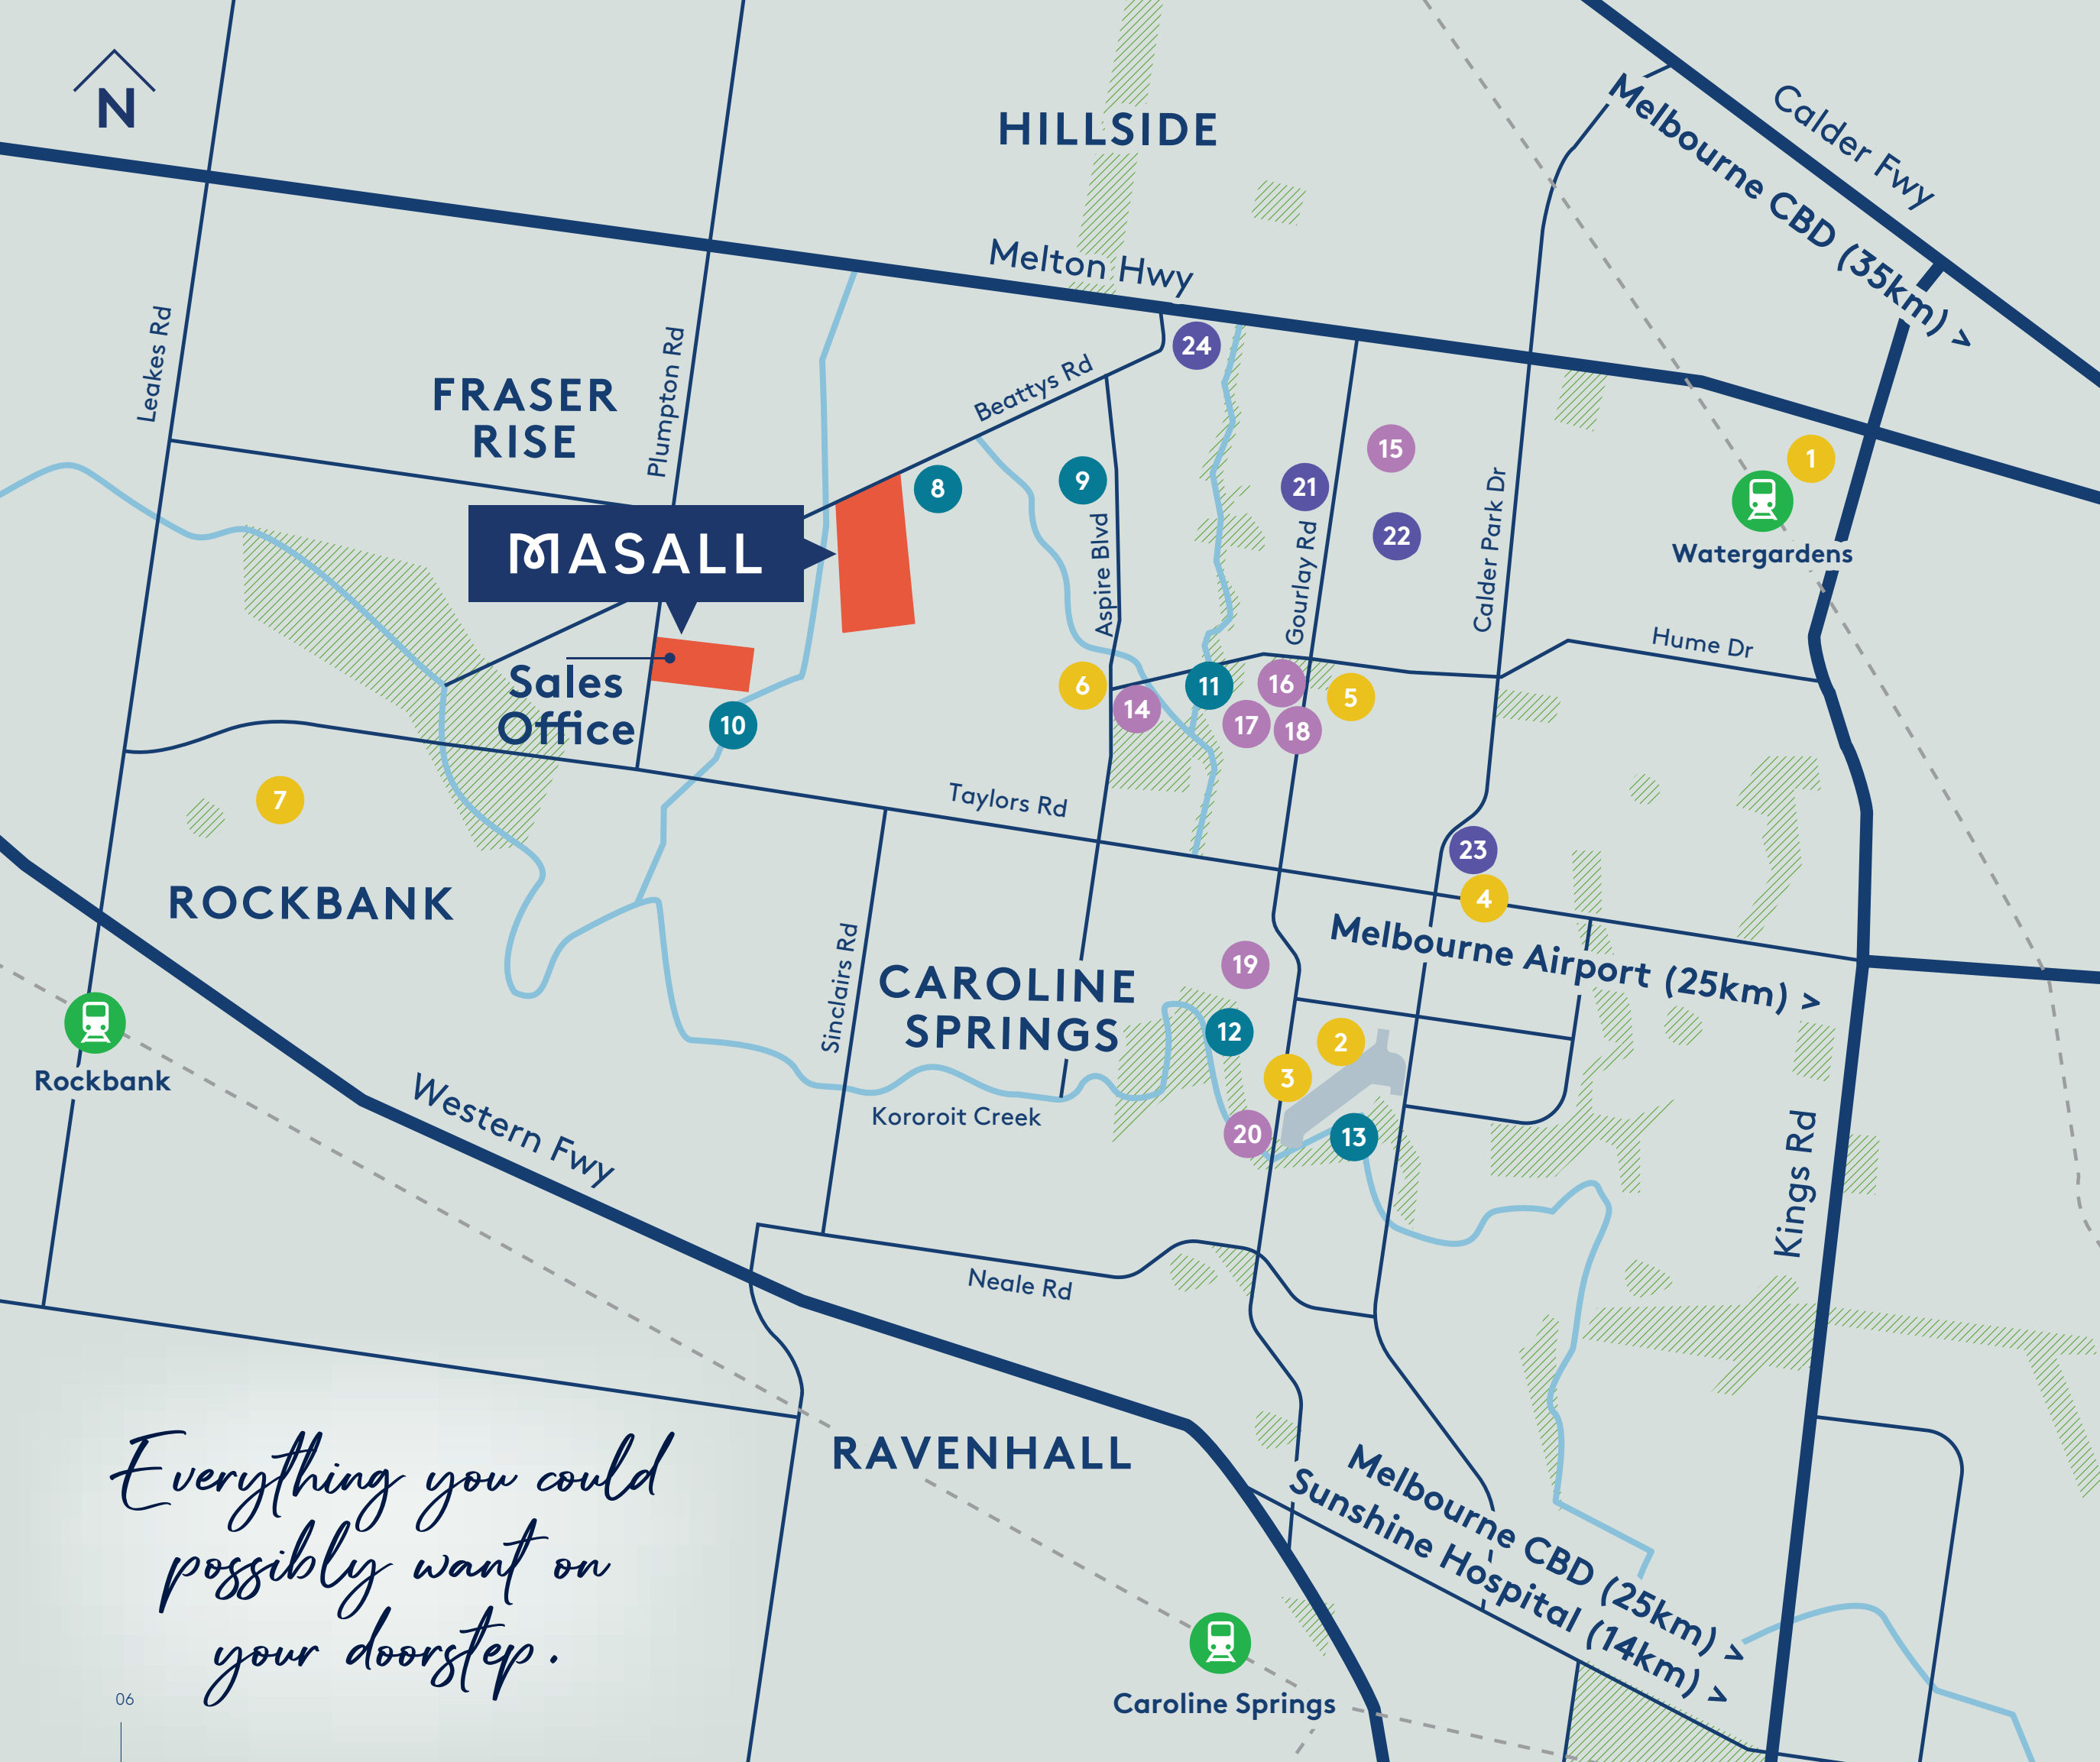 N
HILLSIDE
Calder Fwy
Melbourne CBD (35km) >
Melton Hwy
Leakes Rd
Plumpton Rd
FRASER
RISE
Beattys Rd
24
15
1
8
9
21
22
Watergardens
MASALL
Aspire Blvd
Gourlay Rd
Calder Park Dr
Hume Dr
Sales
Office
10
6
14
11
16
17
18
5
7
Taylors Rd
23
4
ROCKBANK
Melbourne Airport (25km) >
Sinclairs Rd
CAROLINE
SPRINGS
19
12
2
3
20
13
Rockbank
Western Fwy
Kororoit Creek
Kings Rd
Neale Rd
RAVENHALL
Melbourne CBD (25km) >
Sunshine Hospital (14km) >
Everything you could
possibly want on
your doorstep.
Caroline Springs
06